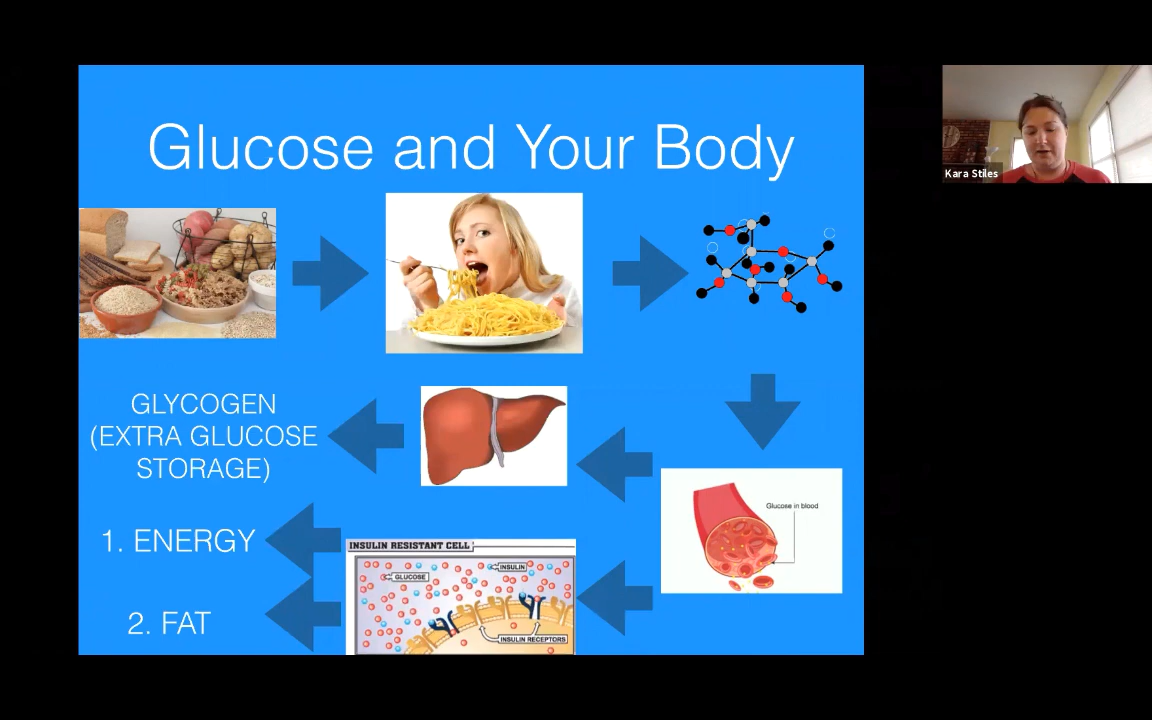 Glucose and Your Body
Kara Stiles
GLYCOGEN
(EXTRA GLUCOSE
STORAGE)
Glucose in blood
1. ENERGY
2. FAT
INSULIN RESISTANT CELL
INSULIN
GLUCOSE
INSULIN RECEPTORS